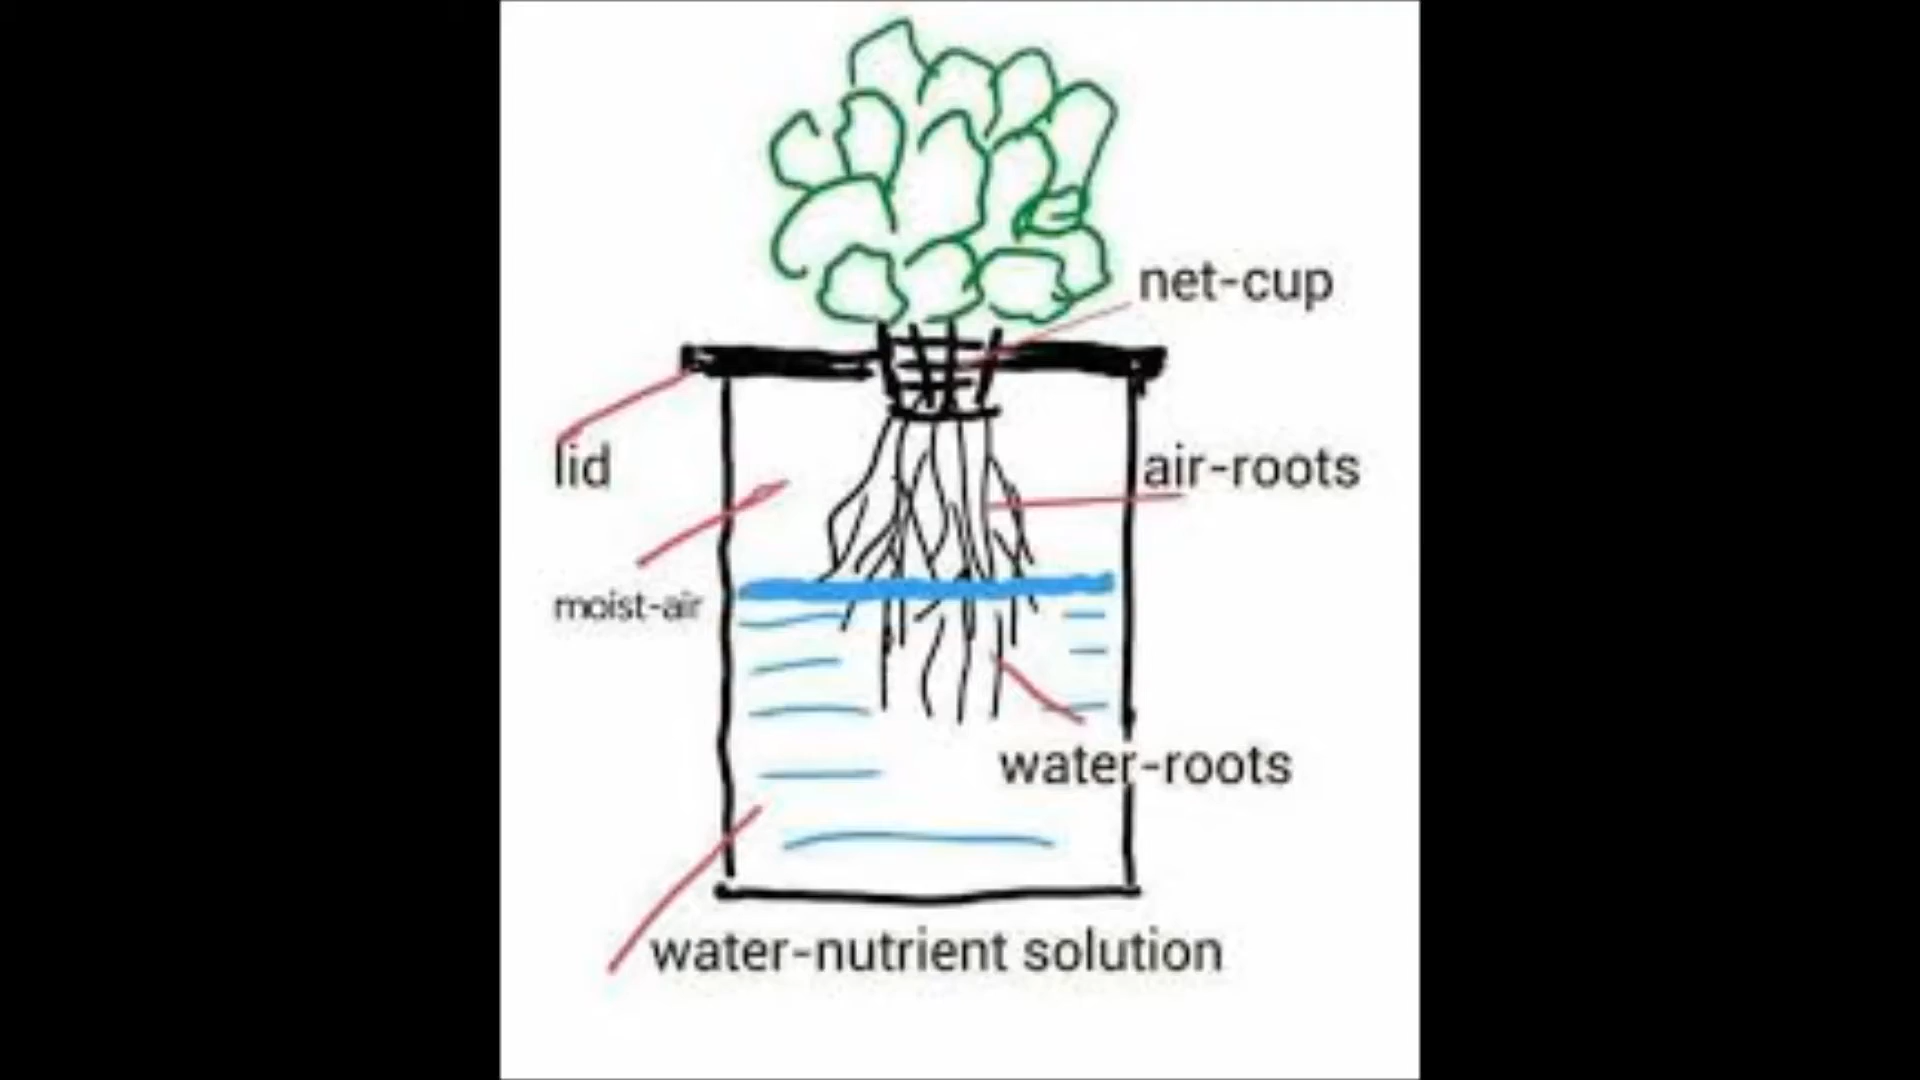 net-cup
lid
air-roots
moist-air
water-roots
water-nutrient solution